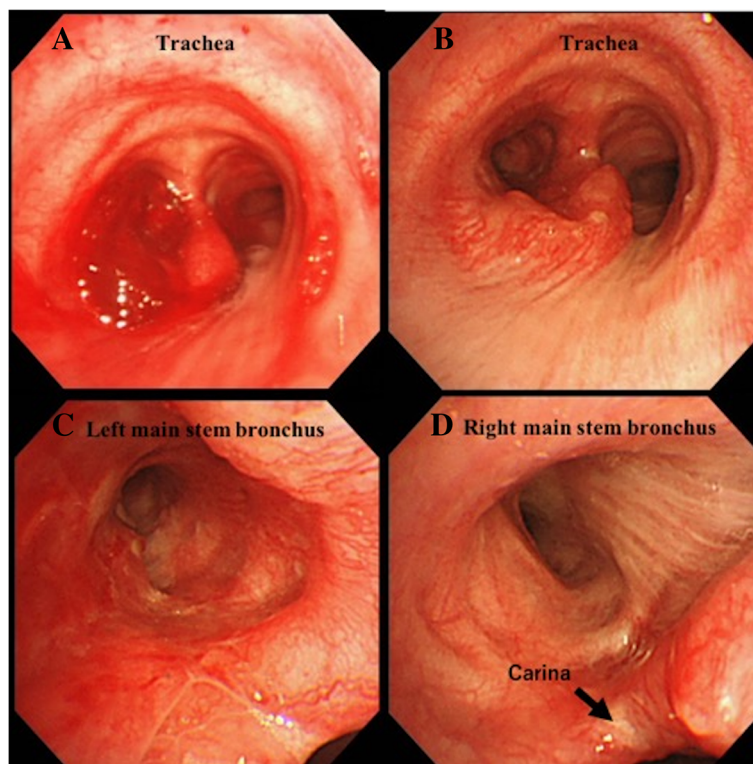 A
Trachea
B
Trachea
C
Left main stem bronchus
D
Right main stem bronchus
Carina